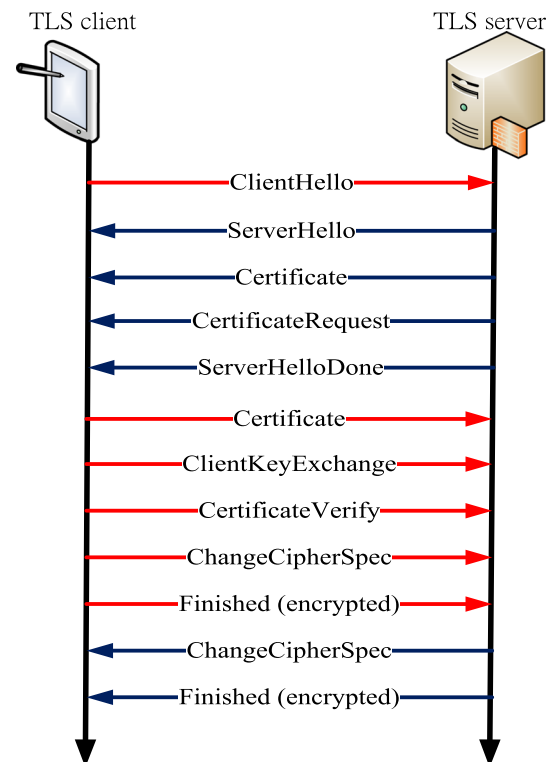 TLS client
TLS server
ClientHello
ServerHello
Certificate
CertificateRequest
ServerHelloDone
Certificate
ClientKeyExchange
CertificateVerify
ChangeCipherSpec
Finished (encrypted)
ChangeCipherSpec
Finished (encrypted)